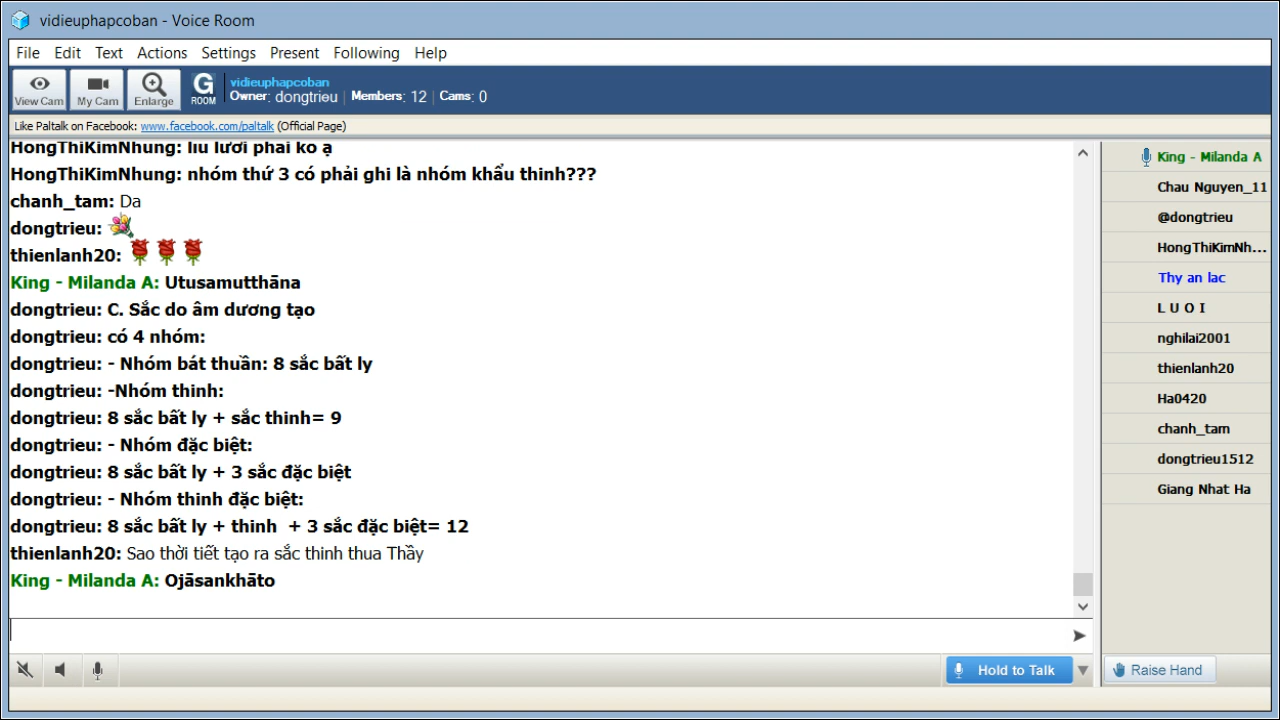 vidieuphapcoban - Voice Room
File Edit Text Actions Settings Present Following Help
View Cam My Cam Enlarge G ROOM
vidieuphapcoban
Owner: dongtrieu | Members: 12 | Cams: 0
Like Paltalk on Facebook: www.facebook.com/paltalk (Official Page)
HongThiKimNhung: líu lưỡi phải ko ạ
HongThiKimNhung: nhóm thứ 3 có phải ghi là nhóm khẩu thinh???
chanh_tam: Da
dongtrieu:
thienlanh20:
King - Milanda A: Utusamutthāna
dongtrieu: C. Sắc do âm dương tạo
dongtrieu: có 4 nhóm:
dongtrieu: - Nhóm bát thuần: 8 sắc bất ly
dongtrieu: -Nhóm thinh:
dongtrieu: 8 sắc bất ly + sắc thinh= 9
dongtrieu: - Nhóm đặc biệt:
dongtrieu: 8 sắc bất ly + 3 sắc đặc biệt
dongtrieu: - Nhóm thinh đặc biệt:
dongtrieu: 8 sắc bất ly + thinh + 3 sắc đặc biệt= 12
thienlanh20: Sao thời tiết tạo ra sắc thinh thua Thầy
King - Milanda A: Ojāsankhāto
King - Milanda A
Chau Nguyen_11
@dongtrieu
HongThiKimNh...
Thy an lac
L U O I
nghilai2001
thienlanh20
Ha0420
chanh_tam
dongtrieu1512
Giang Nhat Ha
Hold to Talk
Raise Hand